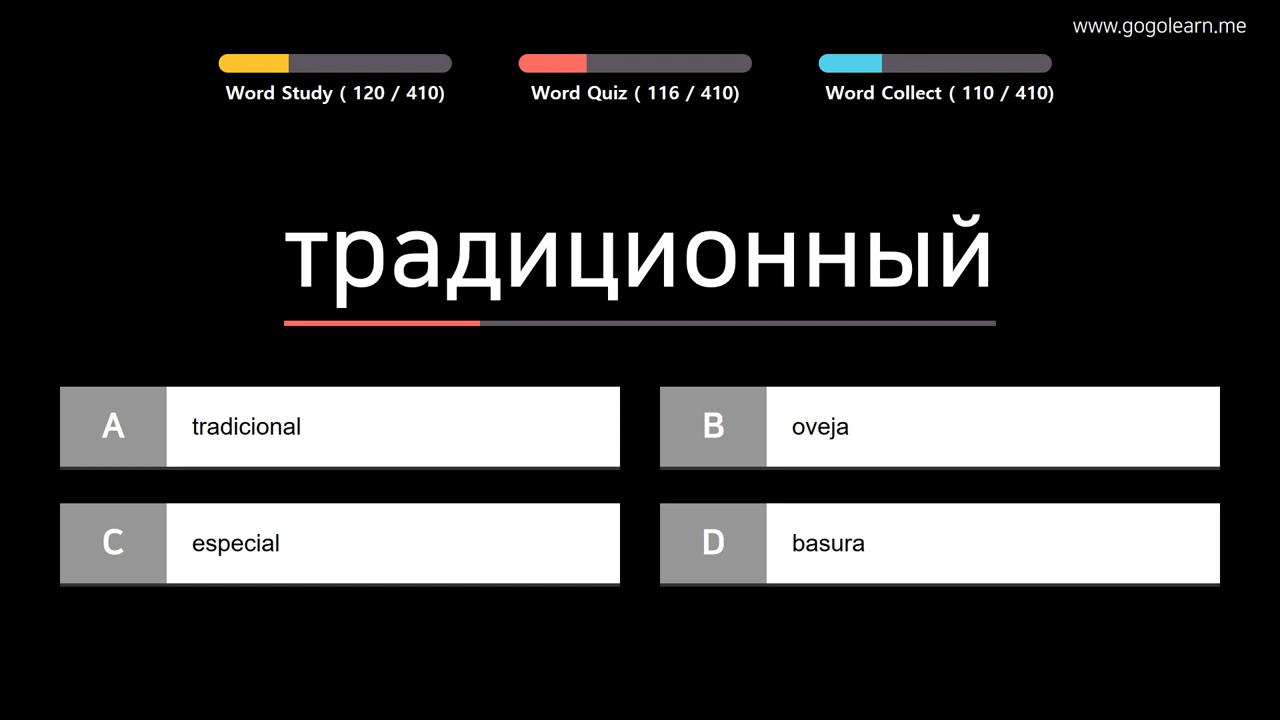 www.gogolearn.me
Word Study ( 120 / 410)
Word Quiz ( 116 / 410)
Word Collect ( 110 / 410)
традиционный
A tradicional
B oveja
C especial
D basura